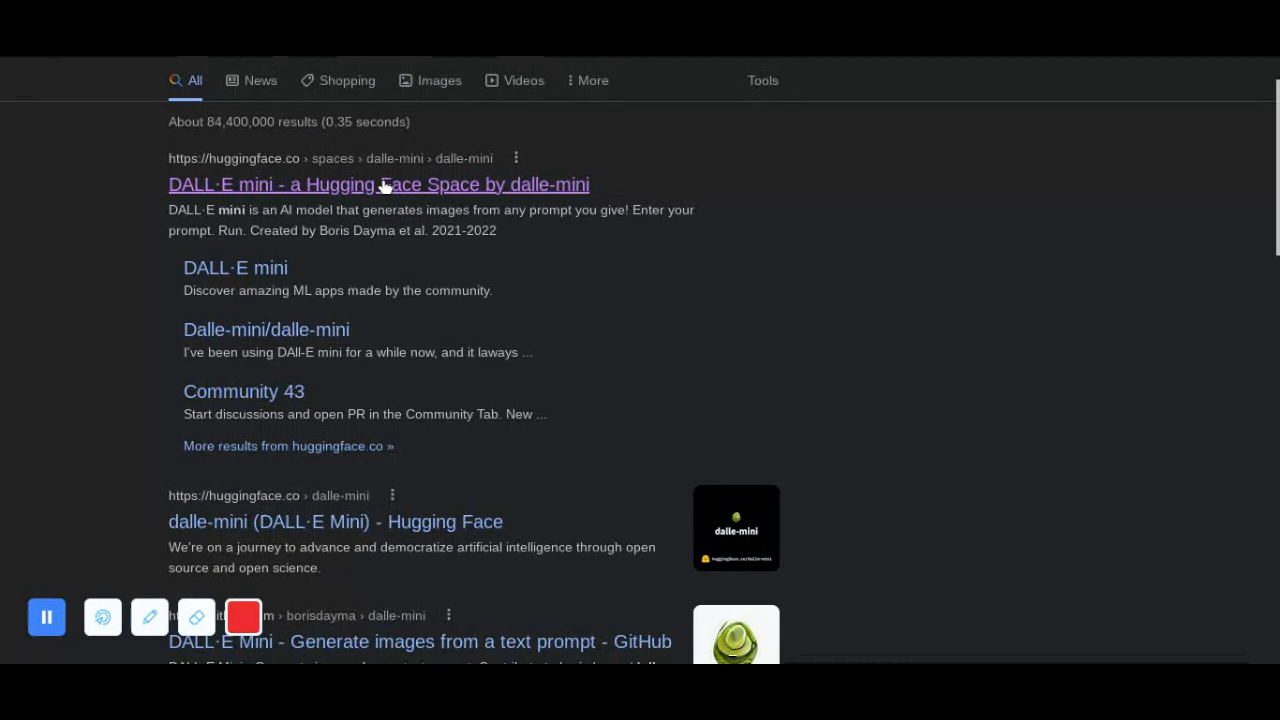 All News Shopping Images Videos More Tools
About 84,400,000 results (0.35 seconds)
https://huggingface.co › spaces › dalle-mini › dalle-mini
DALL·E mini - a Hugging Face Space by dalle-mini
DALL·E mini is an AI model that generates images from any prompt you give! Enter your
prompt. Run. Created by Boris Dayma et al. 2021-2022
DALL·E mini
Discover amazing ML apps made by the community.
Dalle-mini/dalle-mini
I've been using DAll-E mini for a while now, and it laways ...
Community 43
Start discussions and open PR in the Community Tab. New ...
More results from huggingface.co »
https://huggingface.co › dalle-mini
dalle-mini (DALL·E Mini) - Hugging Face
We're on a journey to advance and democratize artificial intelligence through open
source and open science.
dalle-mini
huggingface.co/dalle-mini
› borisdayma › dalle-mini
DALL·E Mini - Generate images from a text prompt - GitHub